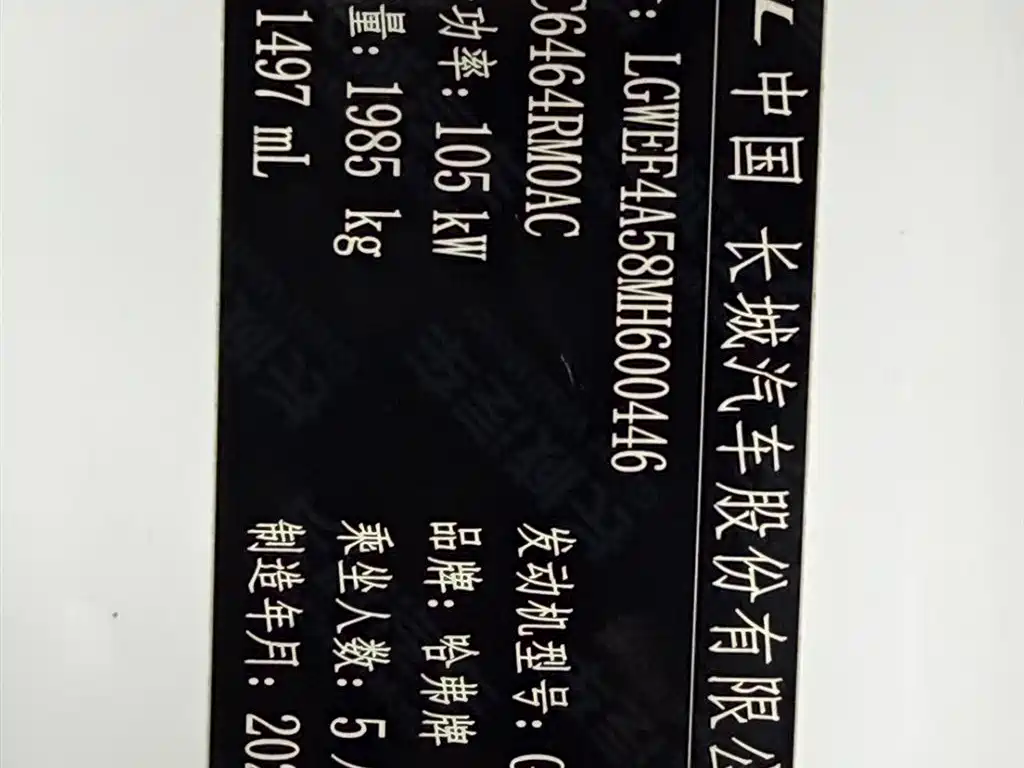 中国 长城汽车股份有限公
: LGWEF4A58MH600446
C6464RM0AC 发动机型号:
功率: 105 kW 品牌: 哈弗牌
量: 1985 kg 乘坐人数: 5
1497 mL 制造年月: 202